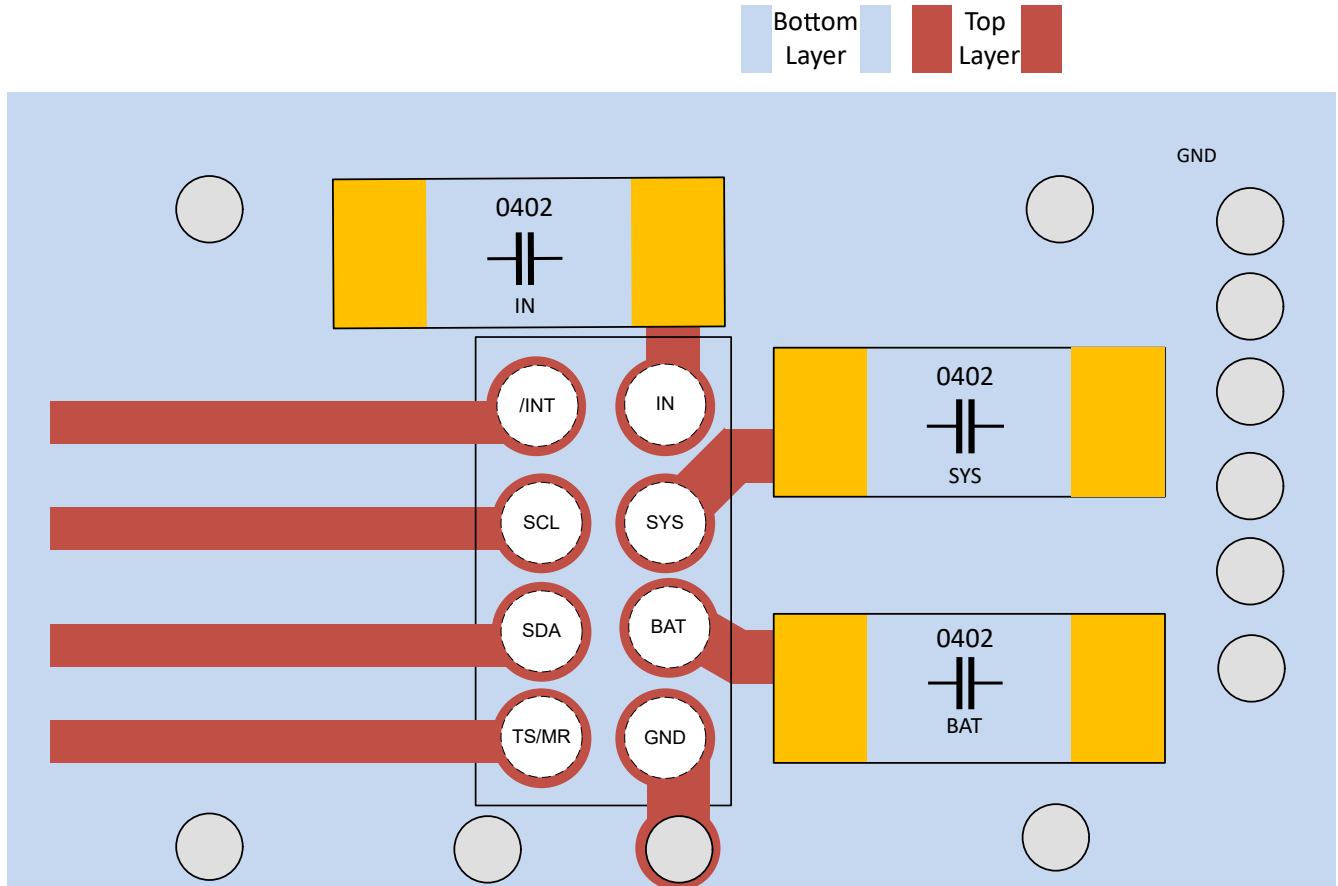 Bottom
Layer
Top
Layer
GND
0402
IN
/INT
IN
0402
SYS
SCL
SYS
SDA
BAT
0402
BAT
TS/MR
GND